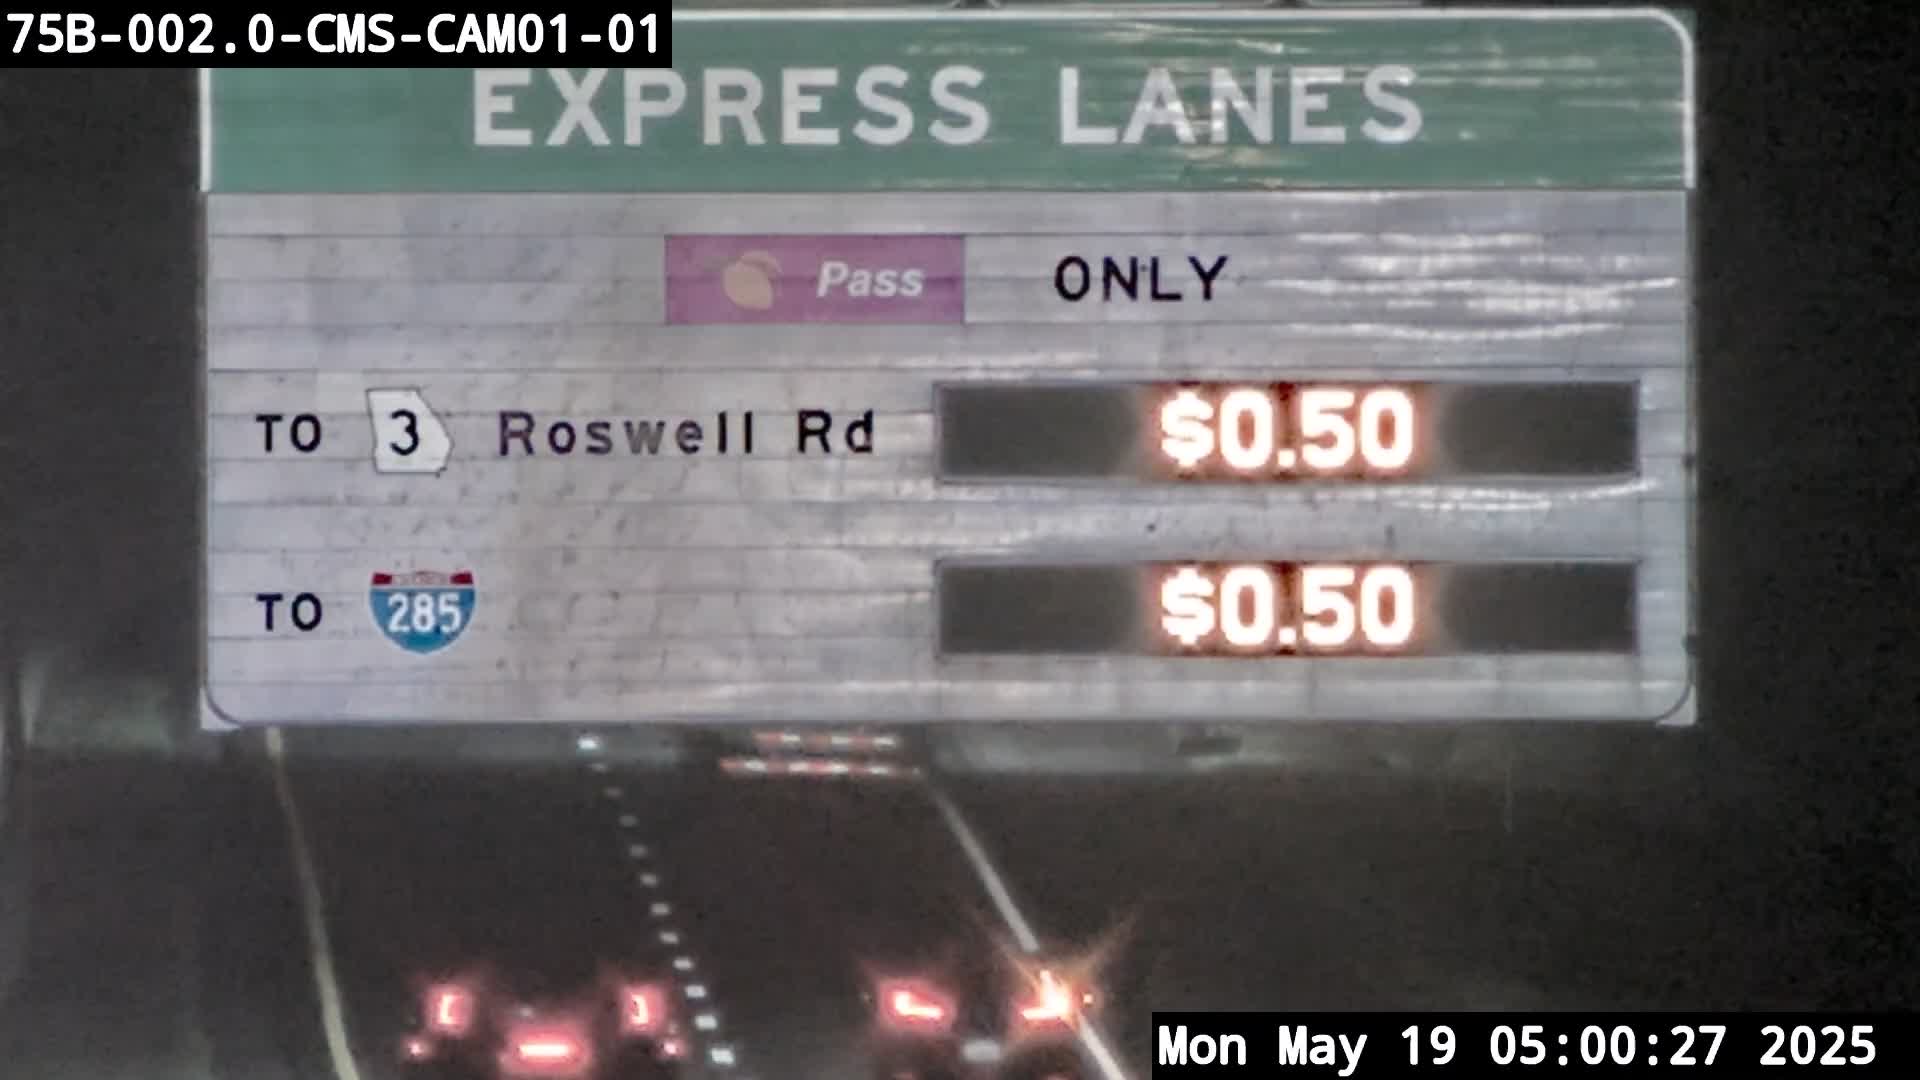 75B-002.0-CMS-CAM01-01
EXPRESS LANES
Pass ONLY
TO 3 Roswell Rd $0.50
TO 285 $0.50
Mon May 19 05:00:27 2025